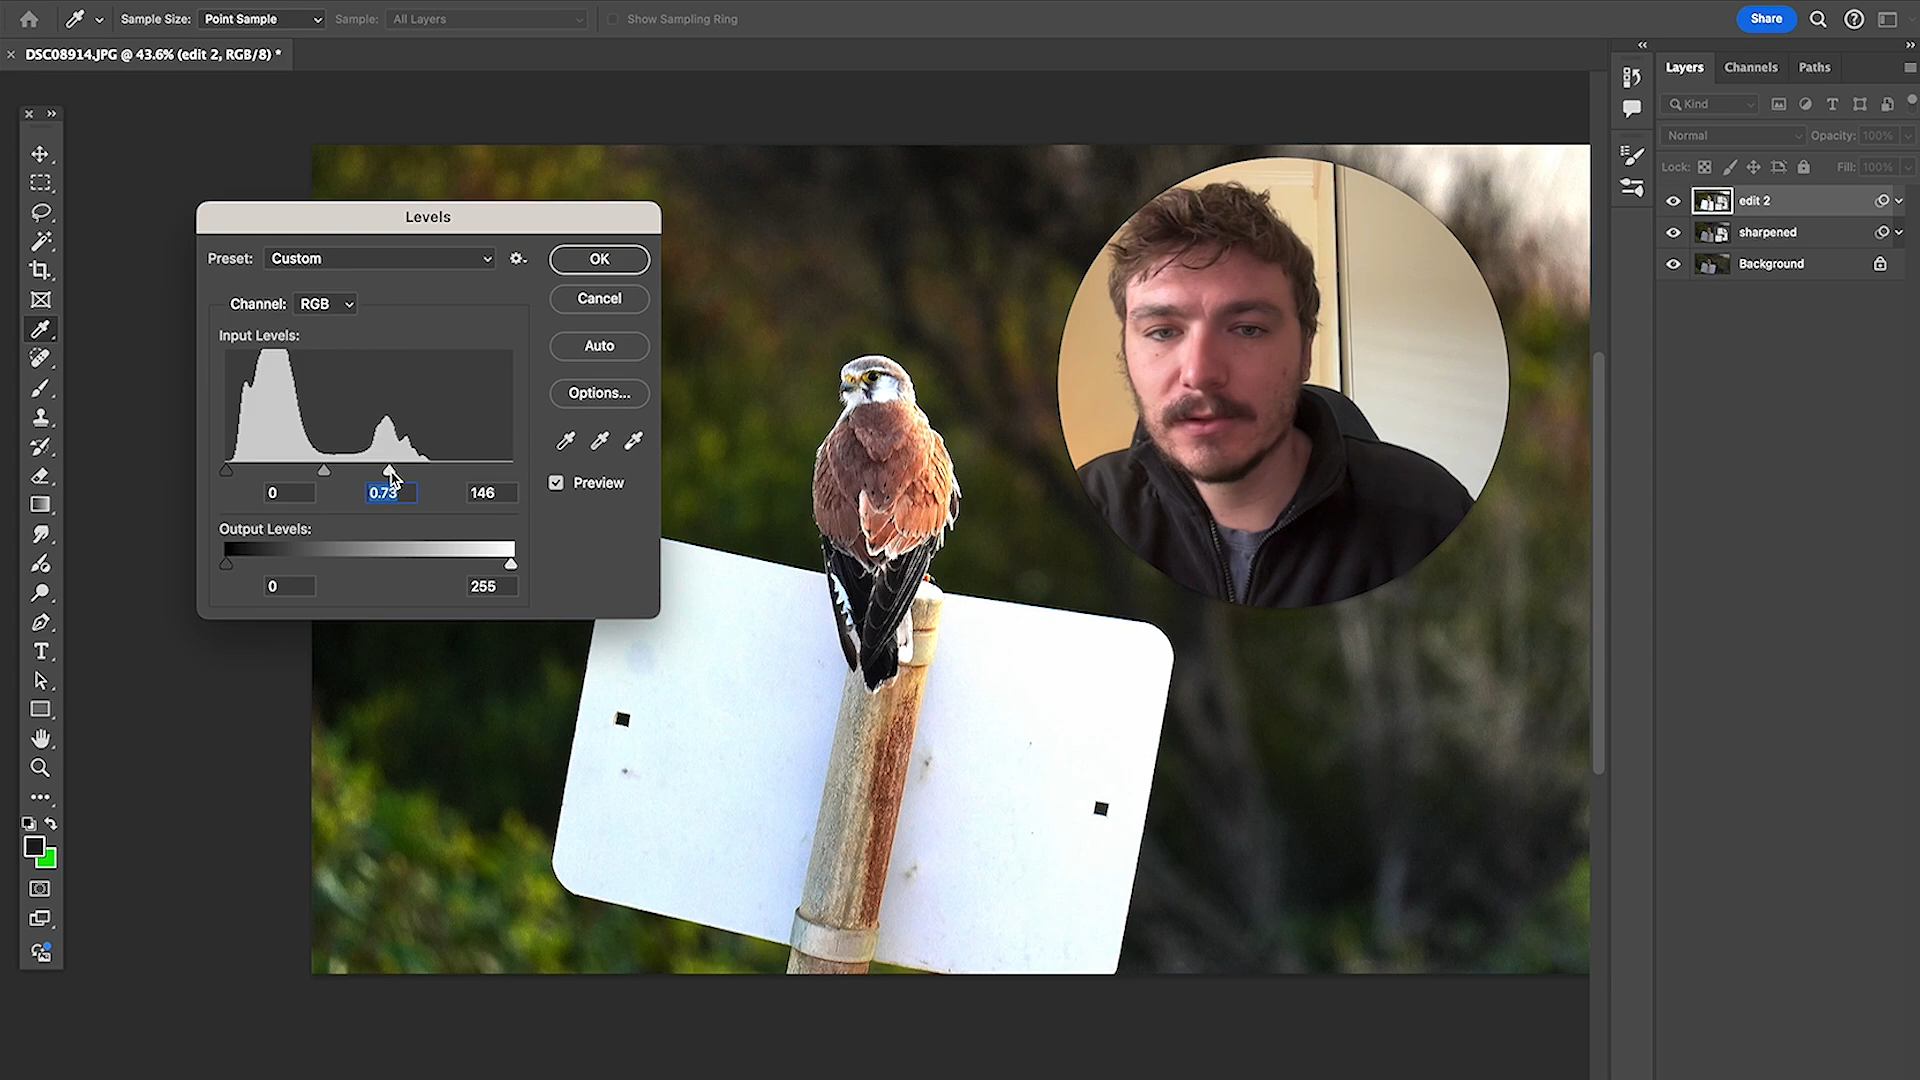 Sample Size: Point Sample Sample: All Layers Show Sampling Ring Share
DSC08914.JPG @ 43.6% (edit 2, RGB/8) *
Layers Channels Paths
Kind
Normal Opacity: 100%
Lock: Fill: 100%
edit 2
sharpened
Background
Levels
Preset: Custom OK
Cancel
Channel: RGB
Input Levels:
Auto
Options...
Preview
0 0.73 146
Output Levels:
0 255